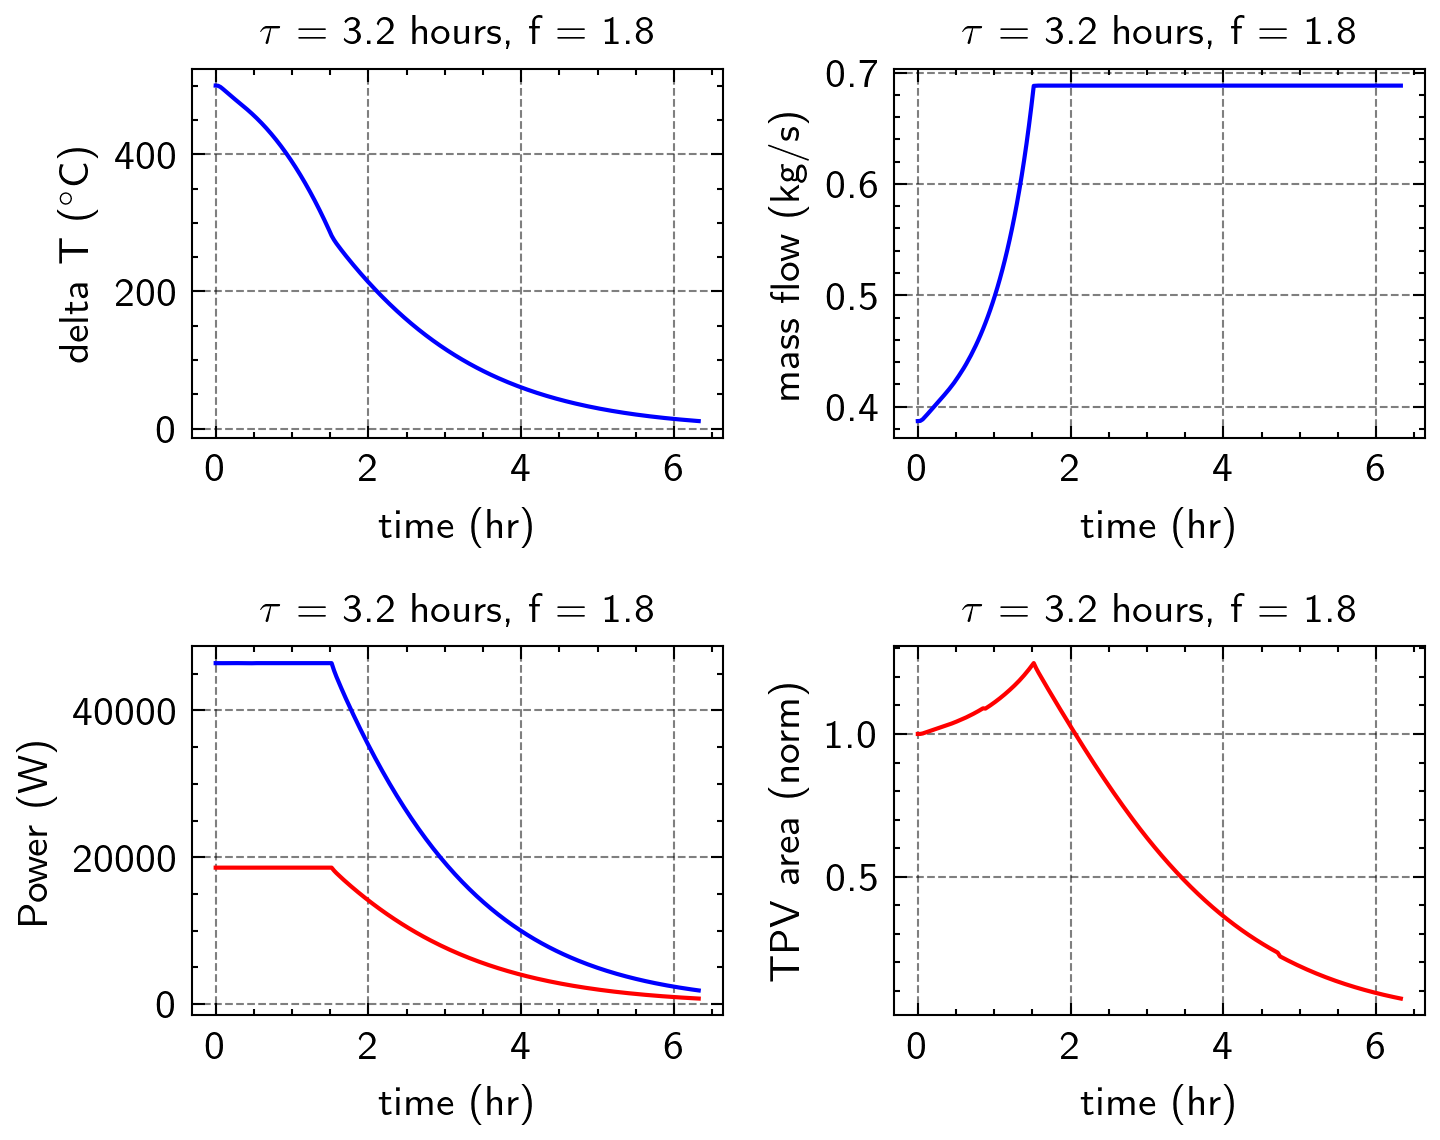 τ = 3.2 hours, f = 1.8
delta T (°C)
400
200
0
0 2 4 6
time (hr)
τ = 3.2 hours, f = 1.8
mass flow (kg/s)
0.7
0.6
0.5
0.4
0 2 4 6
time (hr)
τ = 3.2 hours, f = 1.8
Power (W)
40000
20000
0
0 2 4 6
time (hr)
τ = 3.2 hours, f = 1.8
TPV area (norm)
1.0
0.5
0 2 4 6
time (hr)